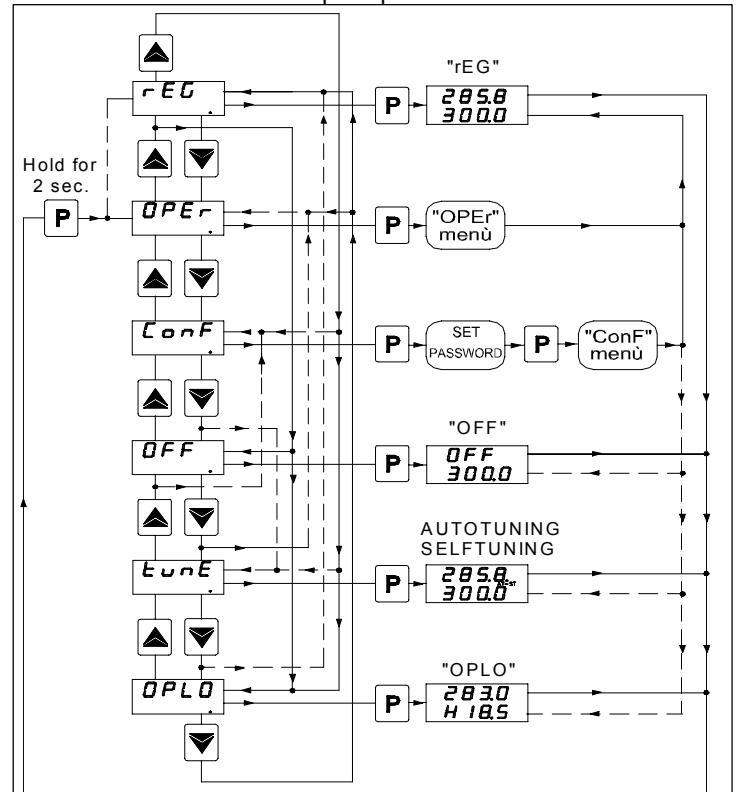 "rEG"
rEG.
P
285.8
300.0
Hold for
2 sec.
P
OPEr.
P
"OPEr"
menù
ConF.
P
SET
PASSWORD
P
"ConF"
menù
"OFF"
OFF.
P
OFF
300.0
AUTOTUNING
SELFTUNING
tunE.
P
285.8
300.0
"OPLO"
OPLO.
P
283.0
H 18.5